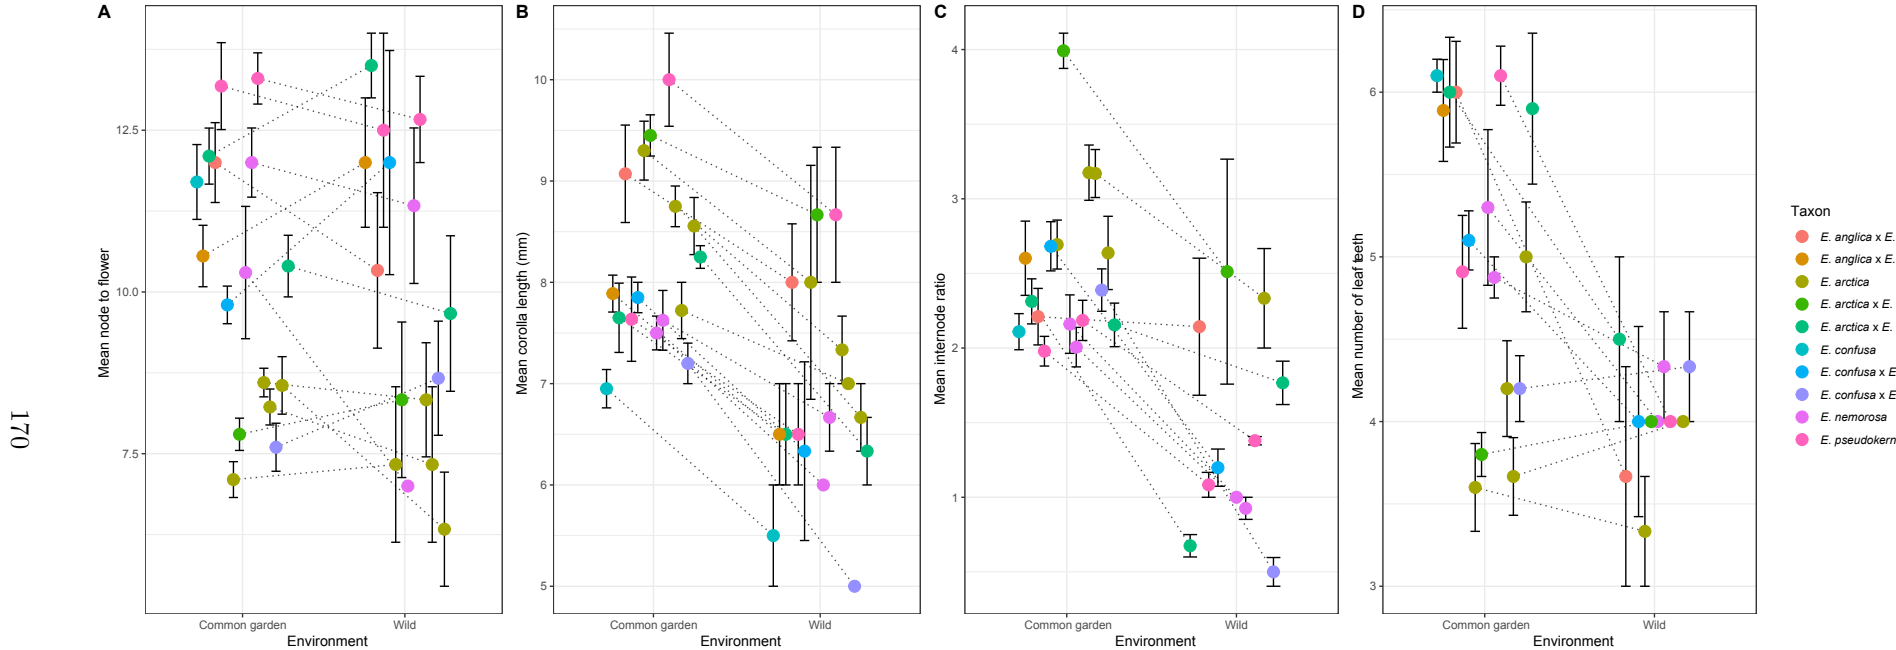 A
B
C
D
Mean node to flower
12.5
10.0
7.5
Common garden
Wild
Environment
Mean corolla length (mm)
10
9
8
7
6
5
Common garden
Wild
Environment
Mean internode ratio
4
3
2
1
Common garden
Wild
Environment
Mean number of leaf teeth
6
5
4
3
Common garden
Wild
Environment
Taxon
E. anglica x E.
E. anglica x E.
E. arctica
E. arctica x E.
E. arctica x E.
E. confusa
E. confusa x E
E. confusa x E
E. nemorosa
E. pseudokern
170